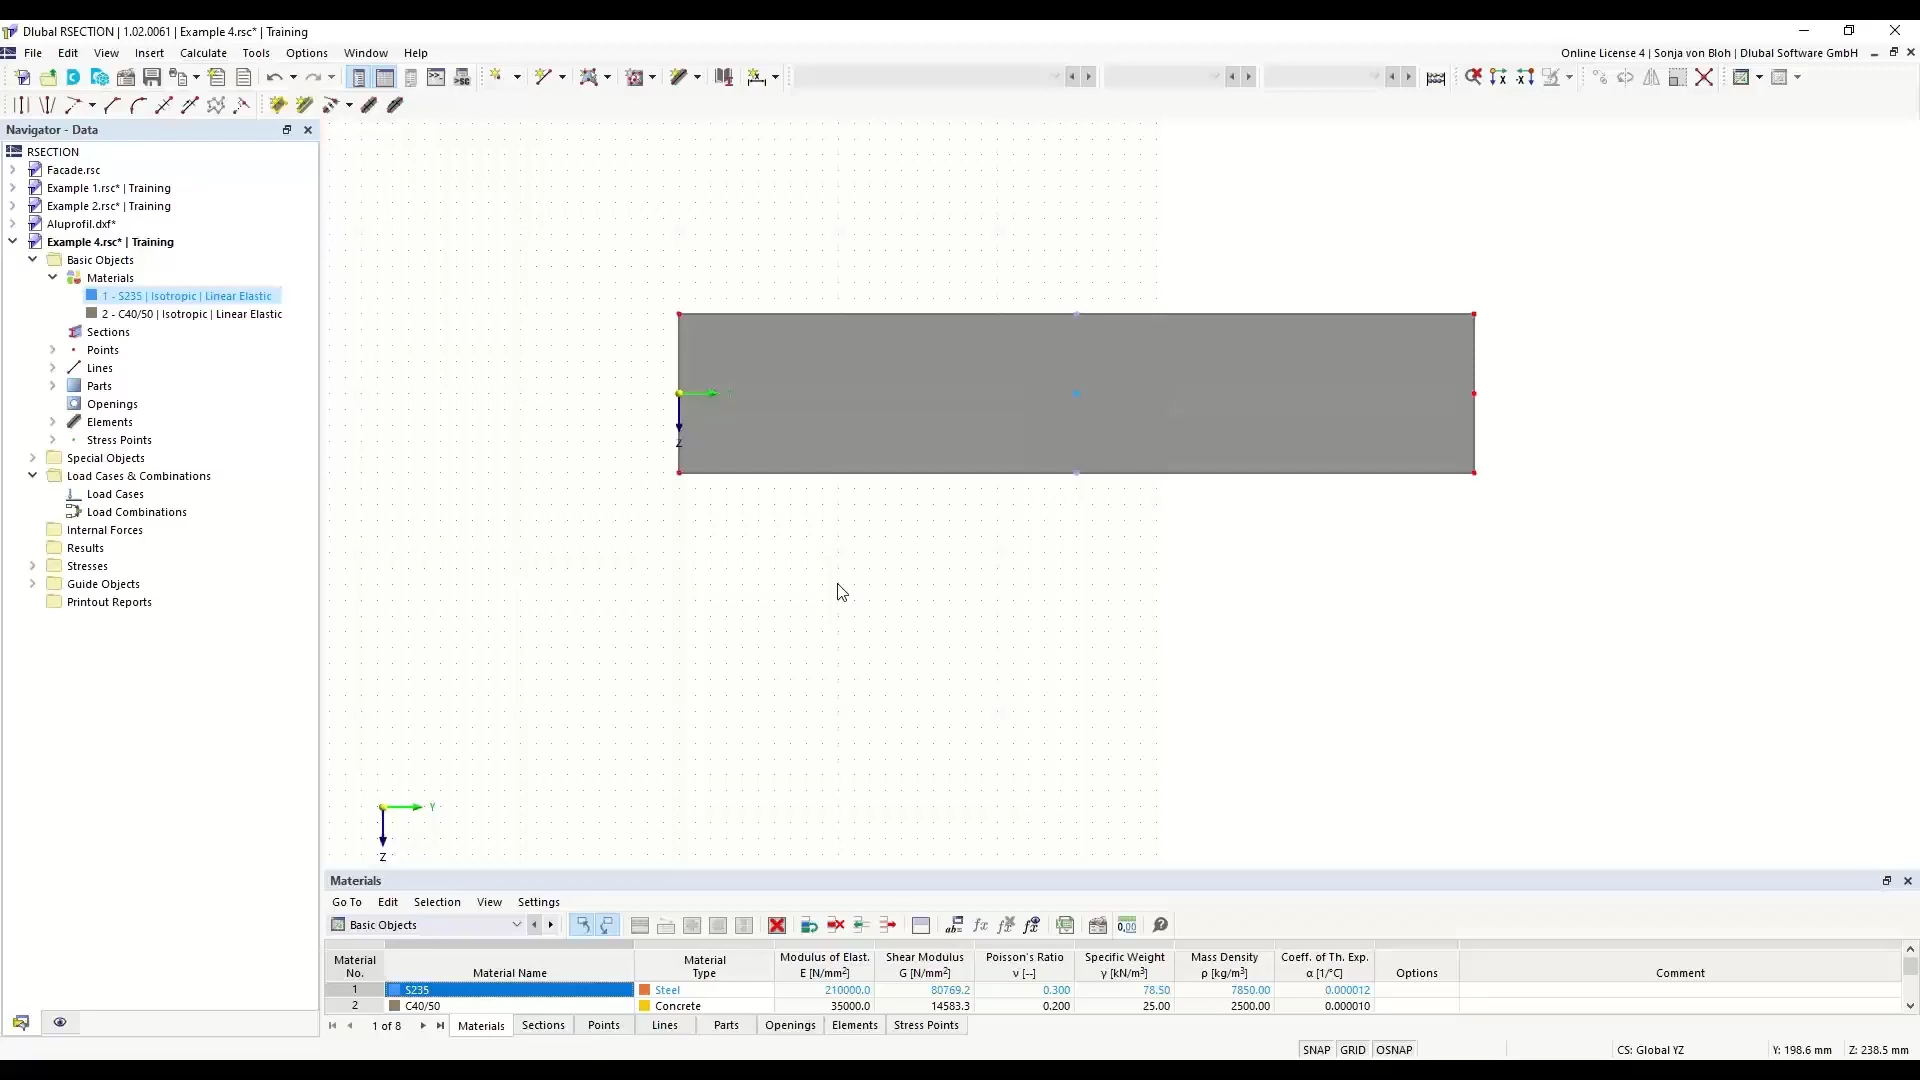 Dlubal RSECTION | 1.02.0061 | Example 4.rsc* | Training
File Edit View Insert Calculate Tools Options Window Help
Online License 4 | Sonja von Bloh | Dlubal Software GmbH
Navigator - Data
RSECTION
Facade.rsc
Example 1.rsc* | Training
Example 2.rsc* | Training
Aluprofil.dxf*
Example 4.rsc* | Training
Basic Objects
Materials
1 - S235 | Isotropic | Linear Elastic
2 - C40/50 | Isotropic | Linear Elastic
Sections
Points
Lines
Parts
Openings
Elements
Stress Points
Special Objects
Load Cases & Combinations
Load Cases
Load Combinations
Internal Forces
Results
Stresses
Guide Objects
Printout Reports
Z
Y
Z
Materials
Go To Edit Selection View Settings
Basic Objects
Material No. Material Name Material Type Modulus of Elast. E [N/mm²] Shear Modulus G [N/mm²] Poisson's Ratio ν [--] Specific Weight γ [kN/m³] Mass Density ρ [kg/m³] Coeff. of Th. Exp. α [1/°C] Options Comment
1 S235 Steel 210000.0 80769.2 0.300 78.50 7850.00 0.000012
2 C40/50 Concrete 35000.0 14583.3 0.200 25.00 2500.00 0.000010
1 of 8 Materials Sections Points Lines Parts Openings Elements Stress Points
SNAP GRID OSNAP CS: Global YZ Y: 198.6 mm Z: 238.5 mm